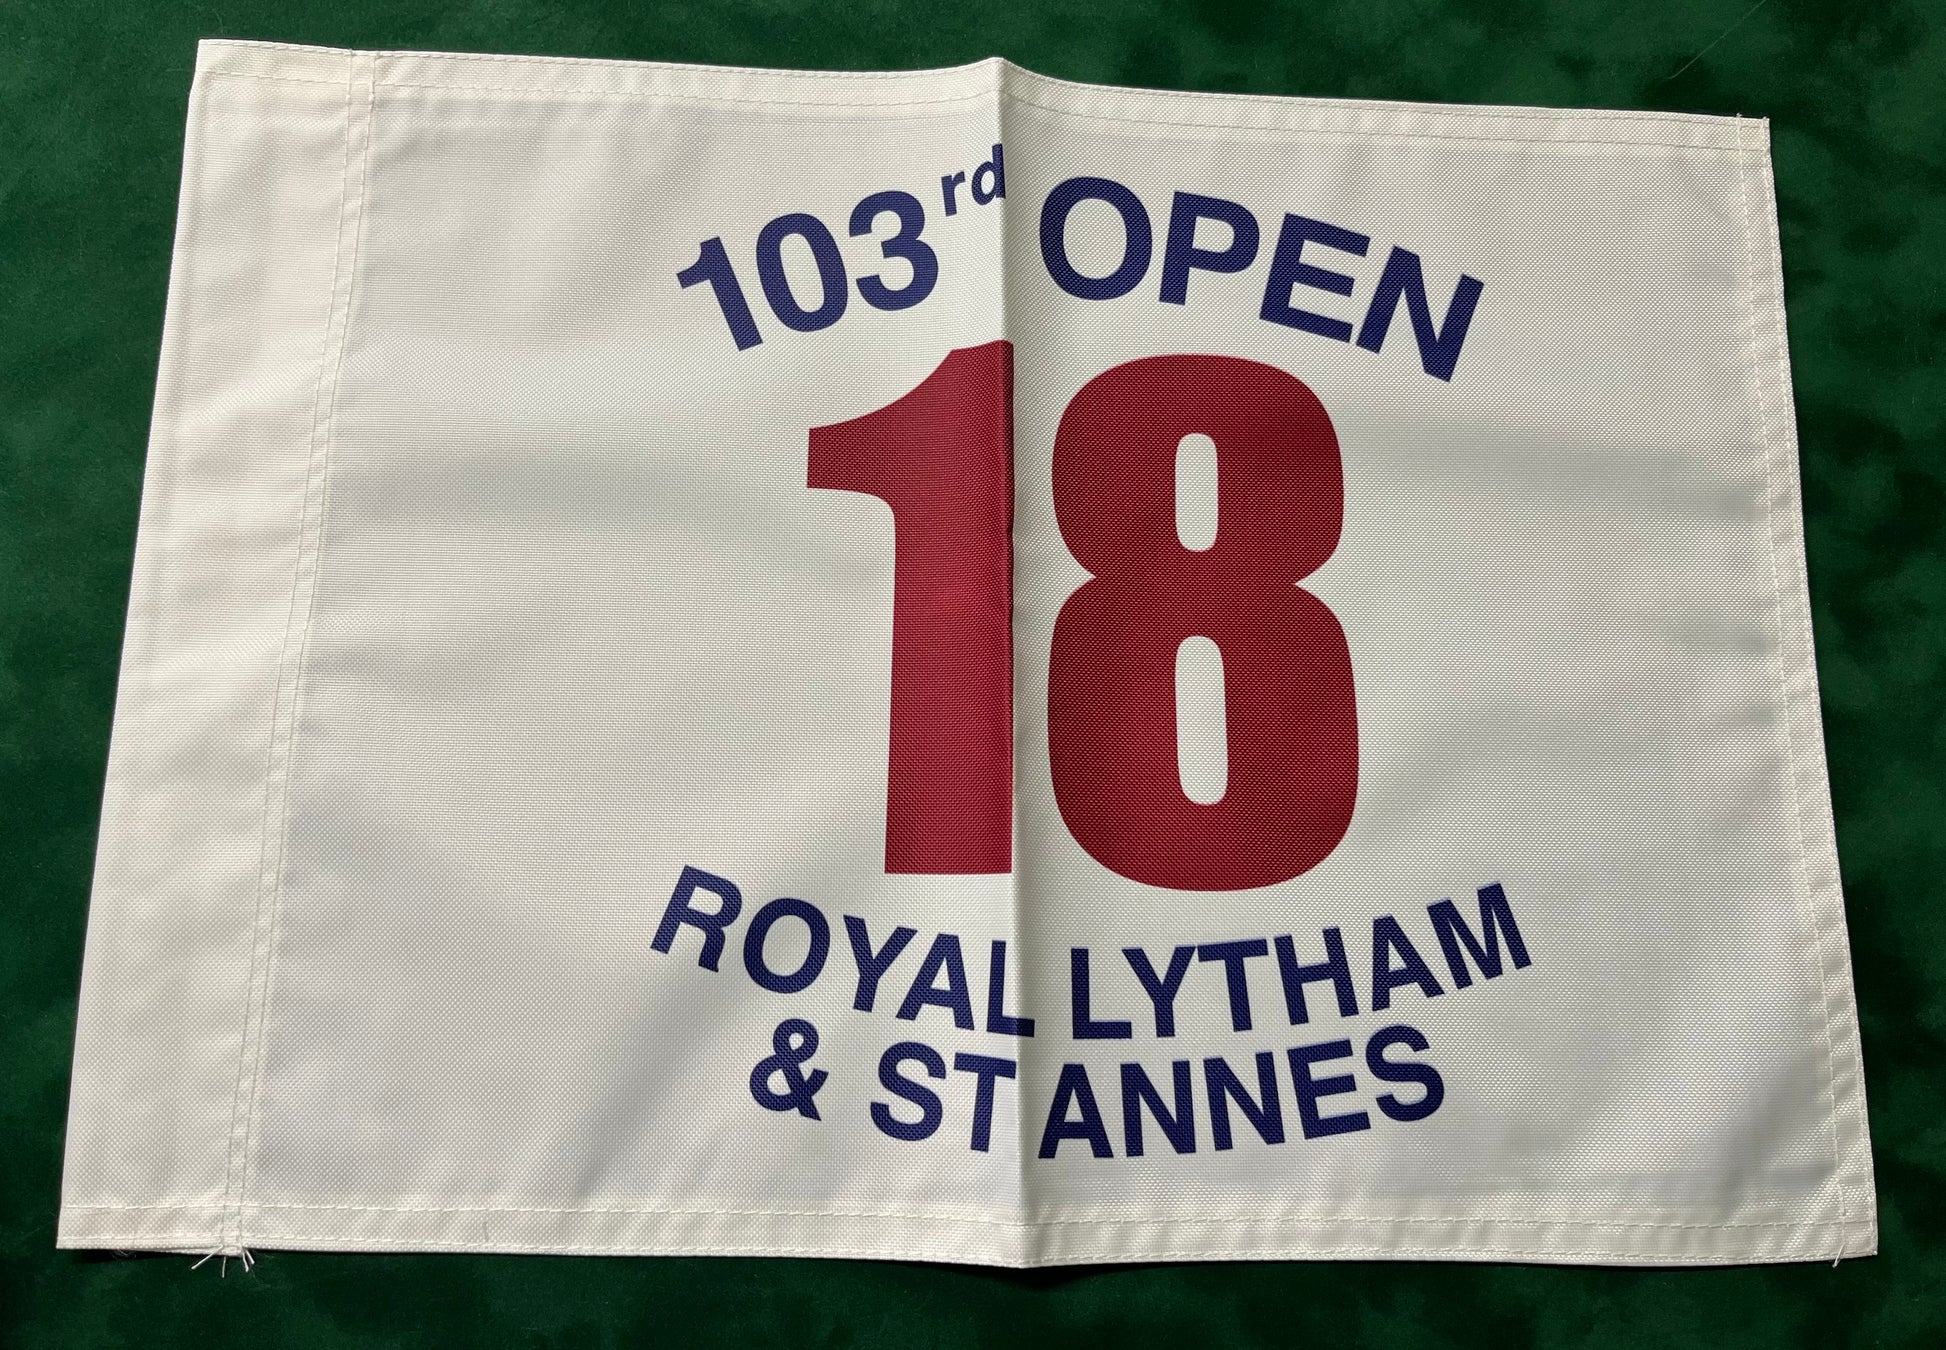 103rd OPEN
18
ROYAL LYTHAM
& ST ANNES